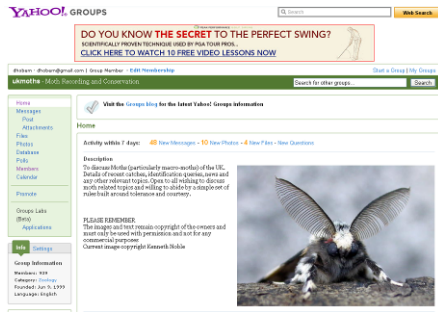 YAHOO! GROUPS
Search
Web Search
DO YOU KNOW THE SECRET TO THE PERFECT SWING?
SCIENTIFICALLY PROVEN TECHNIQUE USED BY PGA TOUR PROS...
CLICK HERE TO WATCH 10 FREE VIDEO LESSONS NOW
| Group Member - Edit Membership
Start a Group | My Groups
ukmoths · Moth Recording and Conservation
Search for other groups...
Search
Home
Messages
Post
Attachments
Files
Photos
Database
Polls
Members
Calendar
Promote
Groups Labs
(Beta)
Applications
Info
Settings
Group Information
Members: 909
Category: Zoology
Founded: Jun 9, 1999
Language: English
Visit the Groups blog for the latest Yahoo! Groups information
Home
Activity within 7 days: 48 New Messages - 10 New Photos - 4 New Files - New Questions
Description
To discuss Moths (particularly macro-moths) of the UK.
Details of recent catches, identification queries, news and
any other relevant topics. Open to all wishing to discuss
moth related topics and willing to abide by a simple set of
rules built around tolerance and courtesy.
PLEASE REMEMBER
The images and text remain copyright of the owners and
must only be used with permission and not for any
commercial purposes
Current image copyright Kenneth Noble